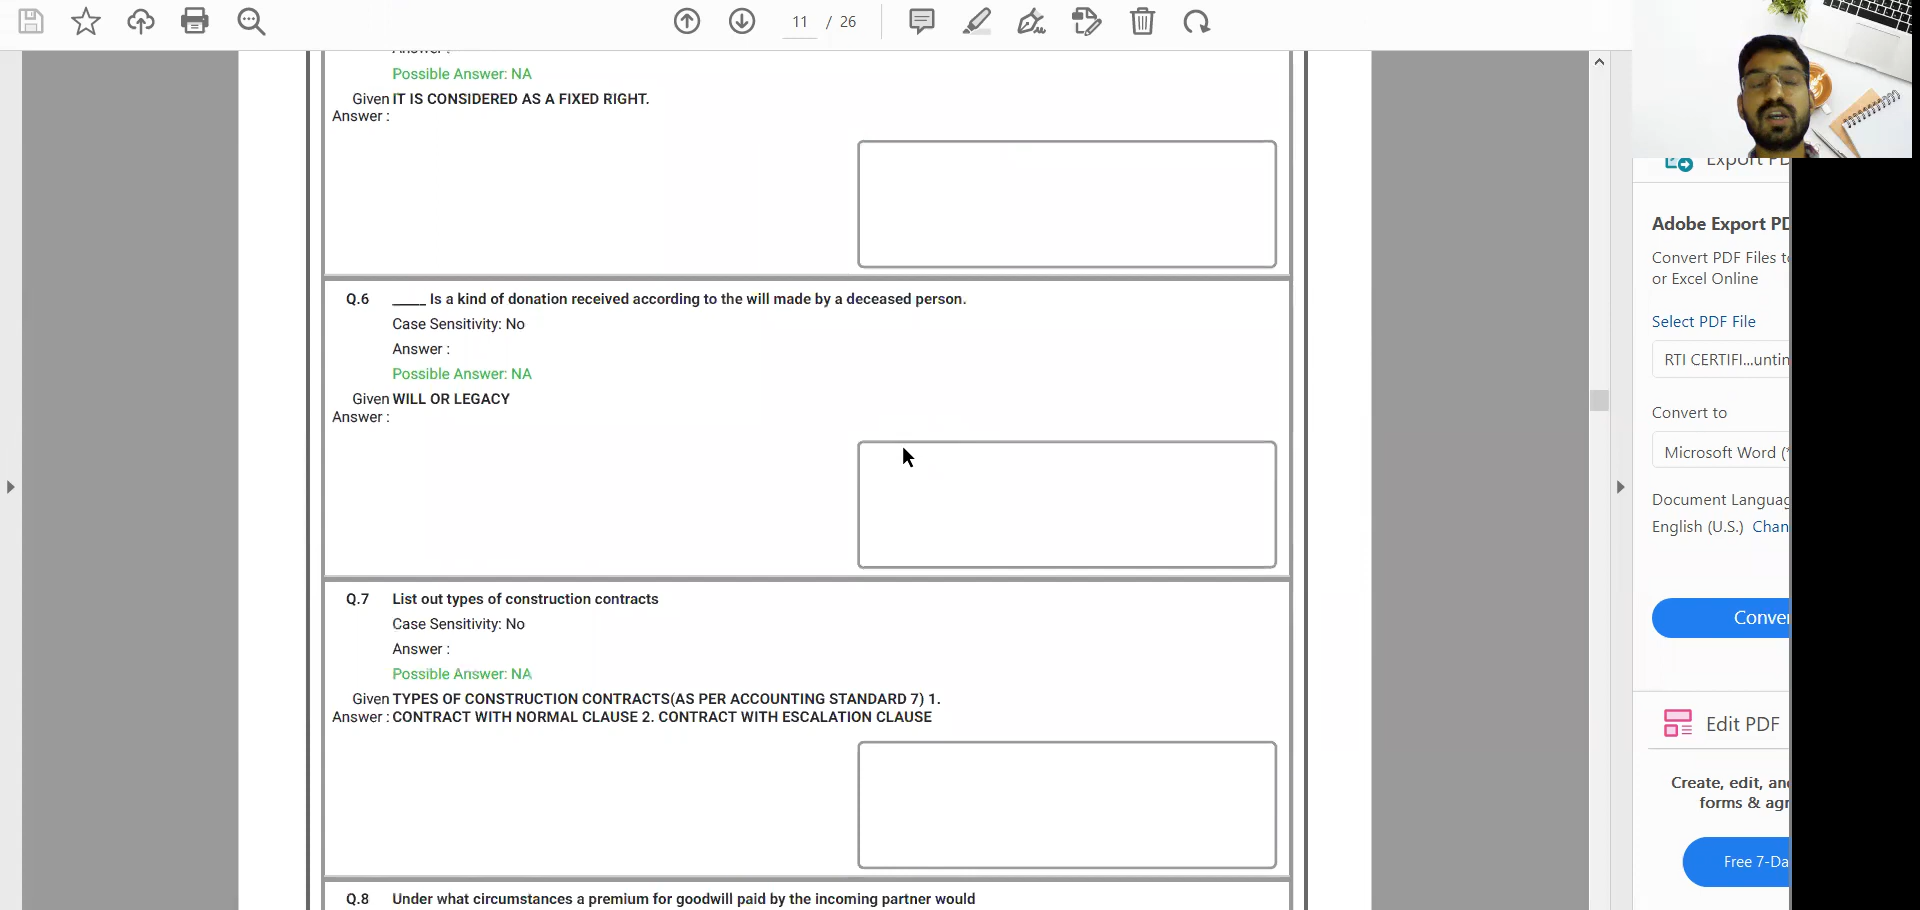 11 / 26
Possible Answer: NA
Given IT IS CONSIDERED AS A FIXED RIGHT.
Answer :
Q.6 _____ Is a kind of donation received according to the will made by a deceased person.
Case Sensitivity: No
Answer :
Possible Answer: NA
Given WILL OR LEGACY
Answer :
Q.7 List out types of construction contracts
Case Sensitivity: No
Answer :
Possible Answer: NA
Given TYPES OF CONSTRUCTION CONTRACTS(AS PER ACCOUNTING STANDARD 7) 1.
Answer : CONTRACT WITH NORMAL CLAUSE 2. CONTRACT WITH ESCALATION CLAUSE
Q.8 Under what circumstances a premium for goodwill paid by the incoming partner would
Export PD
Adobe Export PD
Convert PDF Files to
or Excel Online
Select PDF File
RTI CERTIFI...untin
Convert to
Microsoft Word (*
Document Languag
English (U.S.) Chan
Conver
Edit PDF
Create, edit, and
forms & agr
Free 7-Da